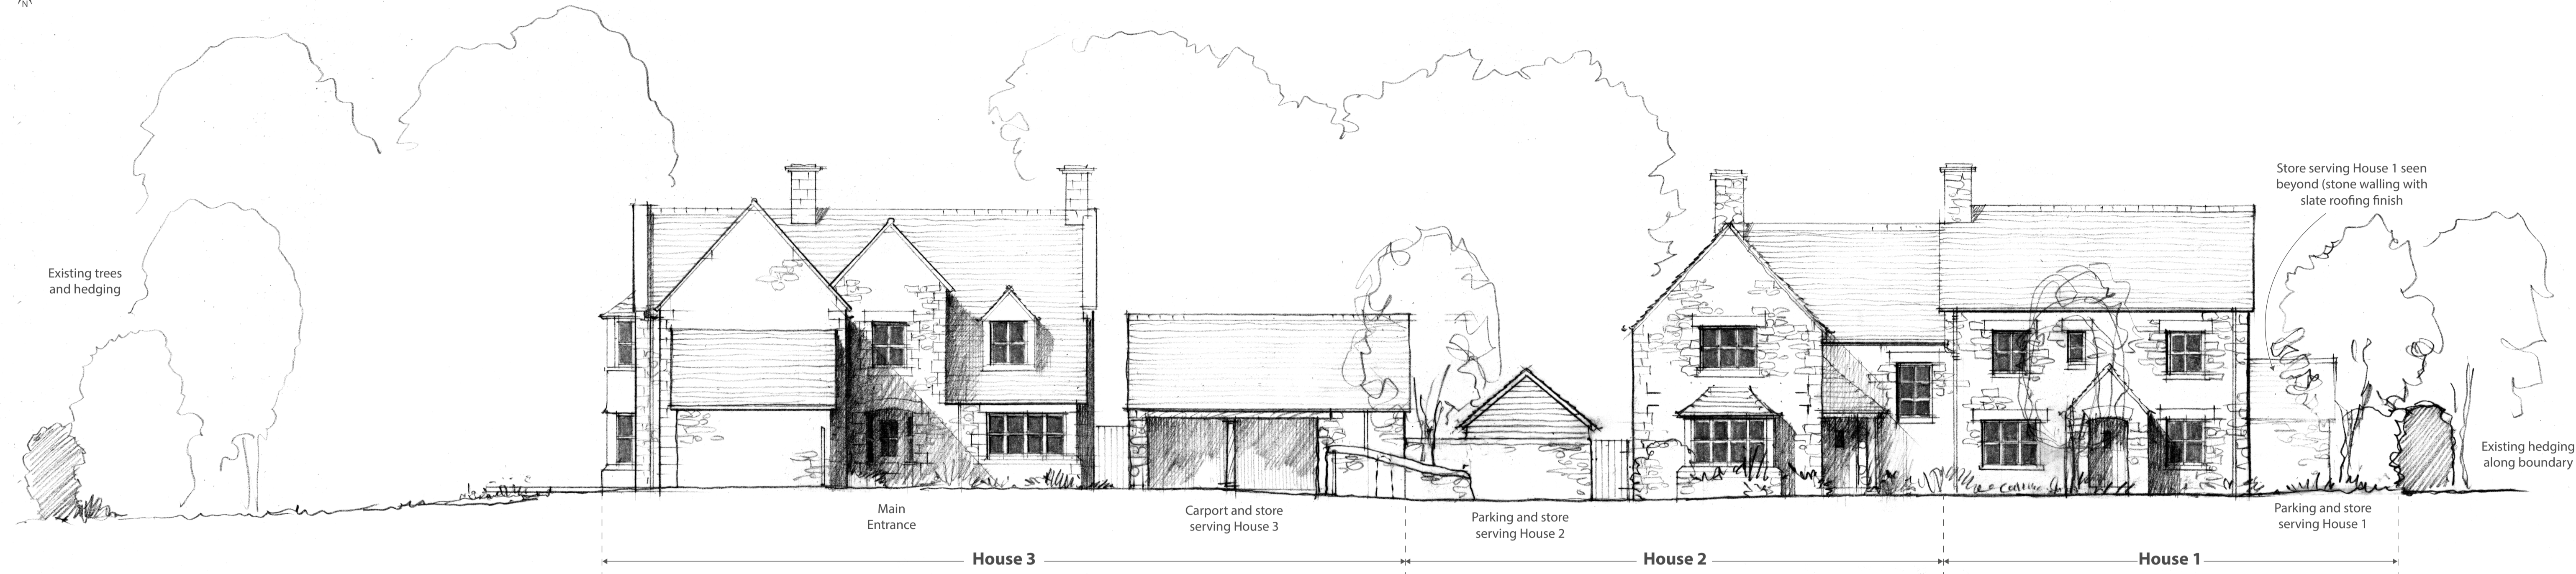 N
Existing trees
and hedging
Store serving House 1 seen
beyond (stone walling with
slate roofing finish
Existing hedging
along boundary
Main
Entrance
Carport and store
serving House 3
Parking and store
serving House 2
Parking and store
serving House 1
House 3
House 2
House 1